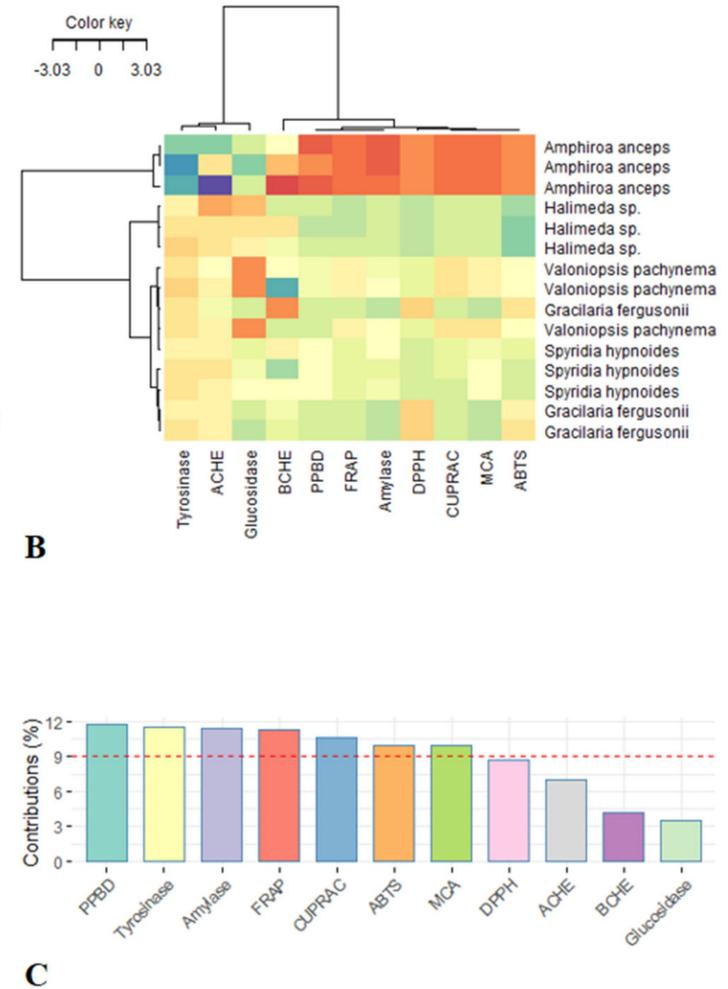 Color key
-3.03 0 3.03
Amphiroa anceps
Amphiroa anceps
Amphiroa anceps
Halimeda sp.
Halimeda sp.
Halimeda sp.
Valoniopsis pachynema
Valoniopsis pachynema
Gracilaria fergusonii
Valoniopsis pachynema
Spyridia hypnoides
Spyridia hypnoides
Spyridia hypnoides
Gracilaria fergusonii
Gracilaria fergusonii
Tyrosinase
ACHE
Glucosidase
BCHE
PPBD
FRAP
Amylase
DPPH
CUPRAC
MCA
ABTS
B
Contributions (%)
12
9
6
3
0
PPBD
Tyrosinase
Amylase
FRAP
CUPRAC
ABTS
MCA
DPPH
ACHE
BCHE
Glucosidase
C